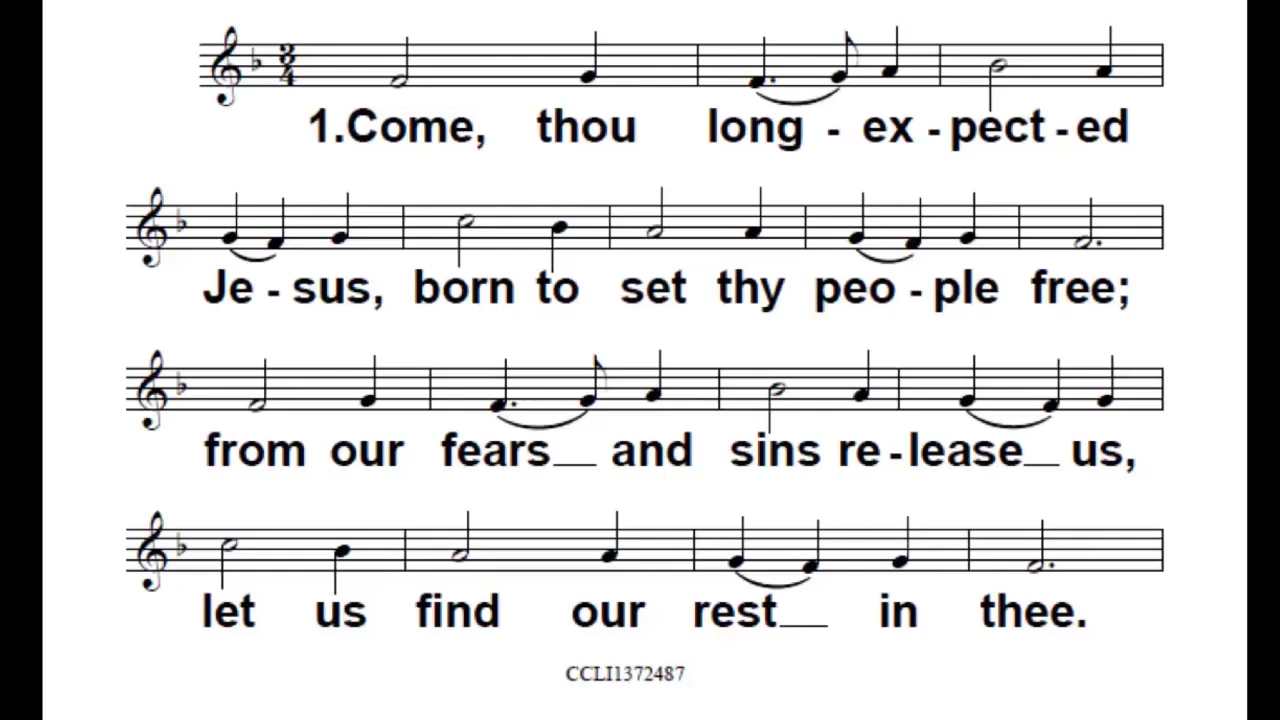 1.Come, thou long - ex - pect - ed
Je - sus, born to set thy peo - ple free;
from our fears__ and sins re - lease__ us,
let us find our rest__ in thee.
CCLI1372487